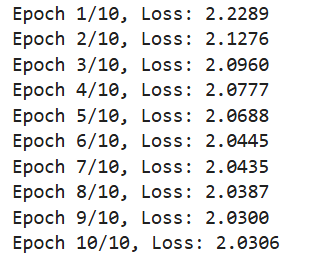 Epoch 1/10, Loss: 2.2289
Epoch 2/10, Loss: 2.1276
Epoch 3/10, Loss: 2.0960
Epoch 4/10, Loss: 2.0777
Epoch 5/10, Loss: 2.0688
Epoch 6/10, Loss: 2.0445
Epoch 7/10, Loss: 2.0435
Epoch 8/10, Loss: 2.0387
Epoch 9/10, Loss: 2.0300
Epoch 10/10, Loss: 2.0306